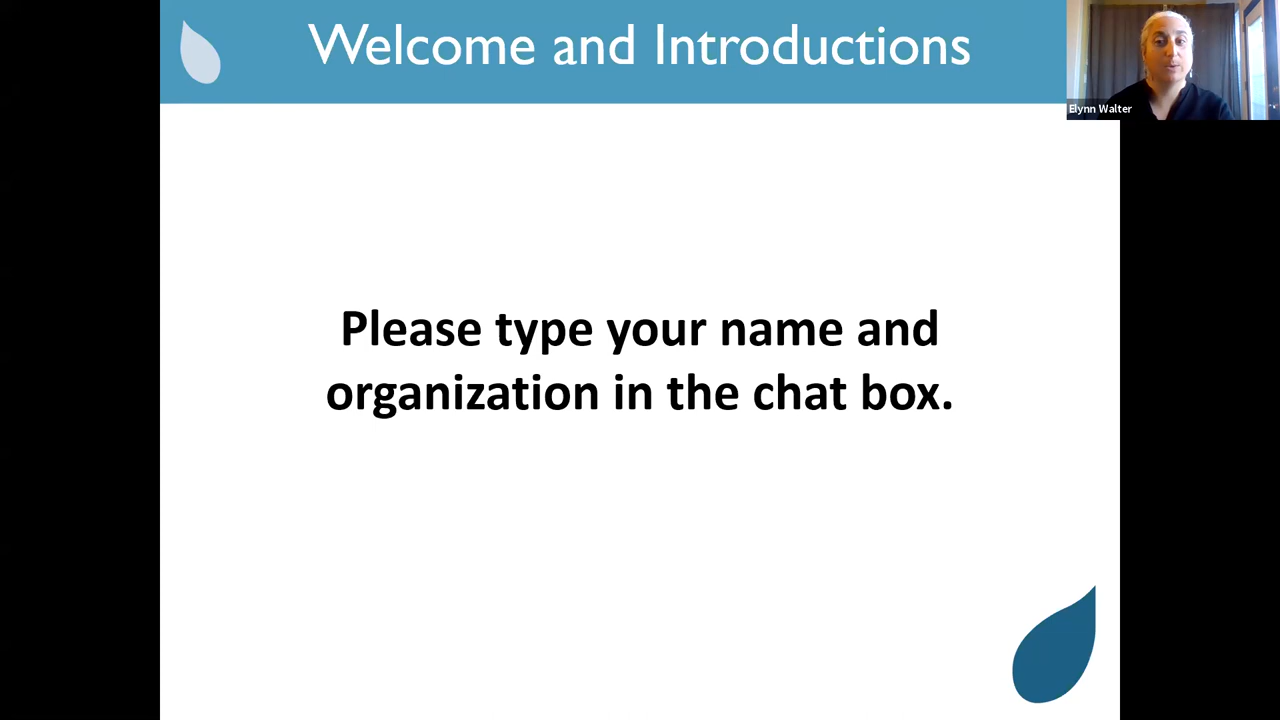 Welcome and Introductions
Elynn Walter
Please type your name and
organization in the chat box.